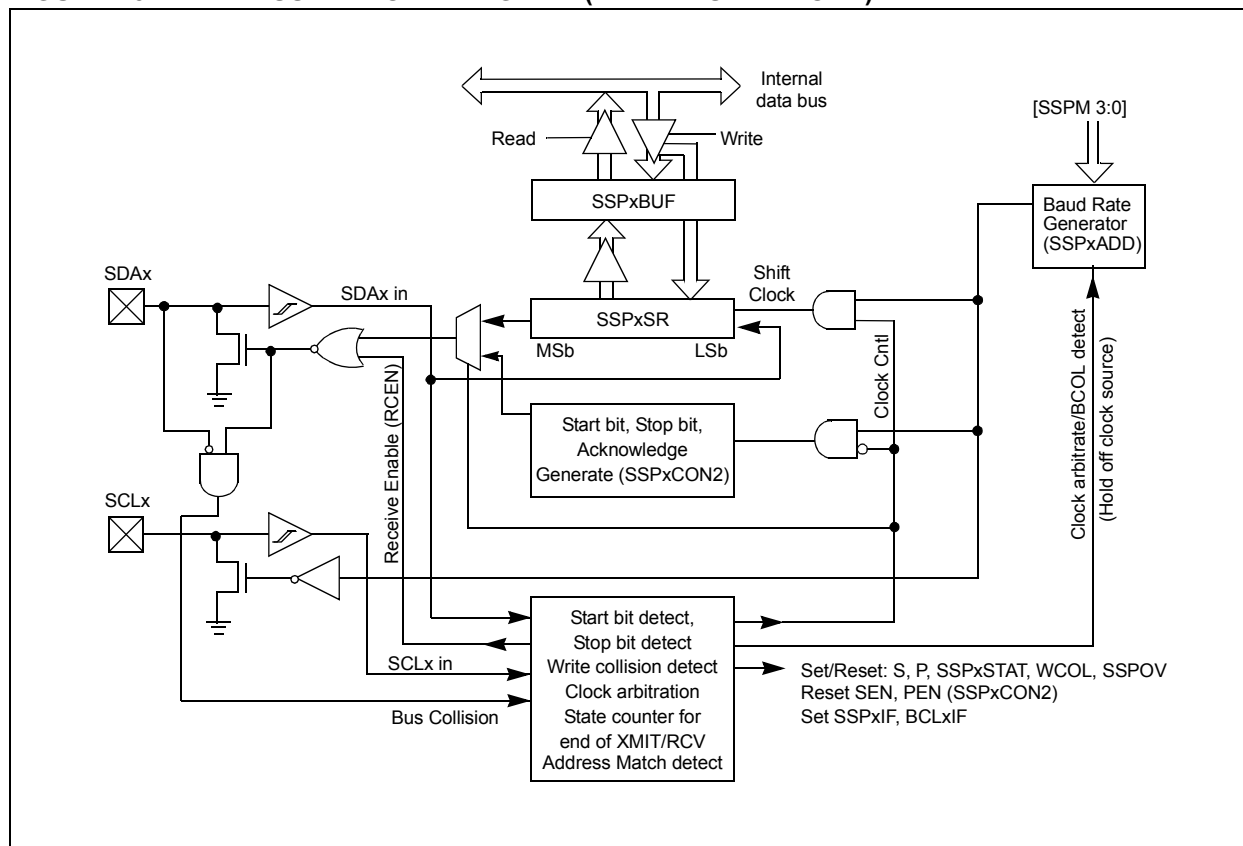 Internal
data bus
[SSPM 3:0]
Read
Write
SSPxBUF
Baud Rate
Generator
(SSPxADD)
SDAx
SDAx in
Shift
Clock
SSPxSR
MSb
LSb
Receive Enable (RCEN)
Clock Cntl
Clock arbitrate/BCOL detect
(Hold off clock source)
Start bit, Stop bit,
Acknowledge
Generate (SSPxCON2)
SCLx
SCLx in
Bus Collision
Start bit detect,
Stop bit detect
Write collision detect
Clock arbitration
State counter for
end of XMIT/RCV
Address Match detect
Set/Reset: S, P, SSPxSTAT, WCOL, SSPOV
Reset SEN, PEN (SSPxCON2)
Set SSPxIF, BCLxIF